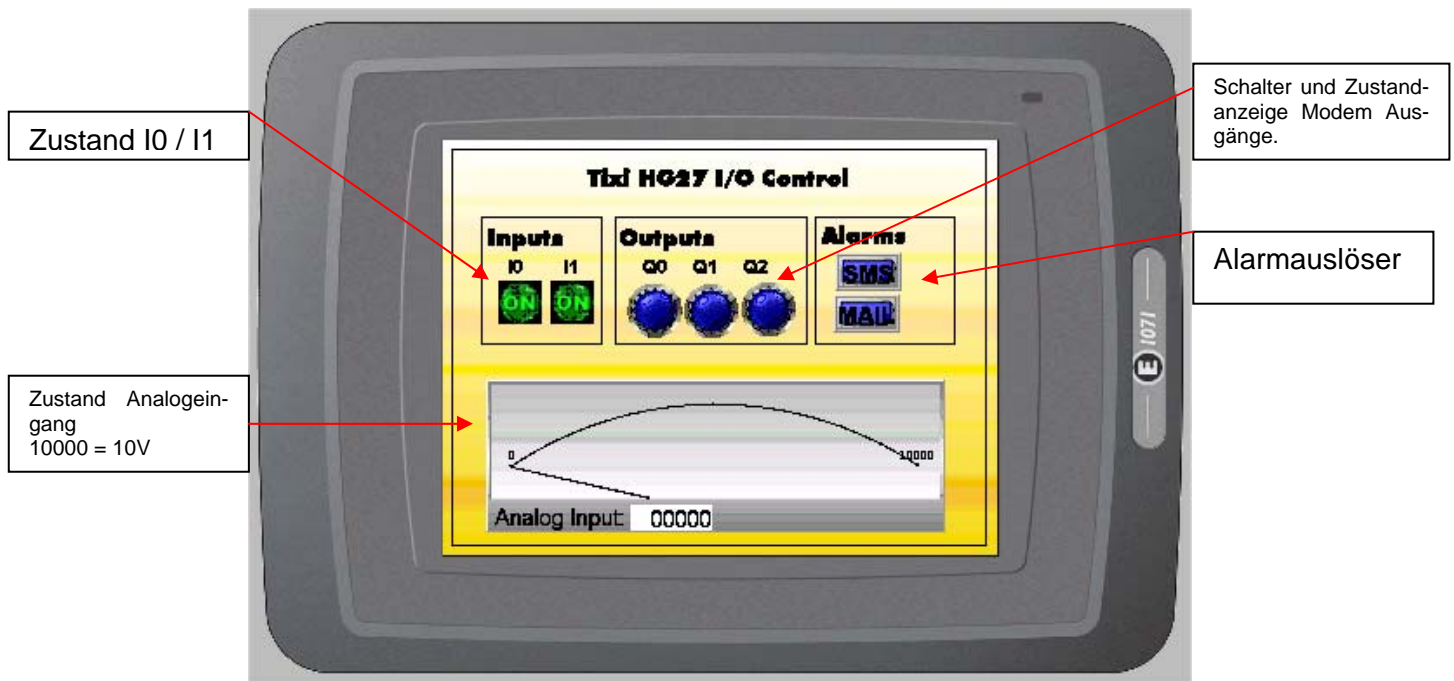 Zustand I0 / I1
Zustand Analogein-
gang
10000 = 10V
Tixi HG27 I/O Control
Inputs
I0 I1
ON ON
Outputs
Q0 Q1 Q2
Alarms
SMS
MAIL
0
10000
Analog Input: 00000
E 1071
Schalter und Zustand-
anzeige Modem Aus-
gänge.
Alarmauslöser